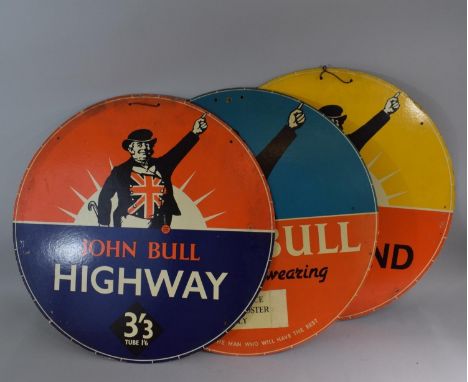 JOHN BULL
HIGHWAY
3'3
TUBE 1'6
BULL
wearing
THE MAN WHO WILL HAVE THE BEST
ND